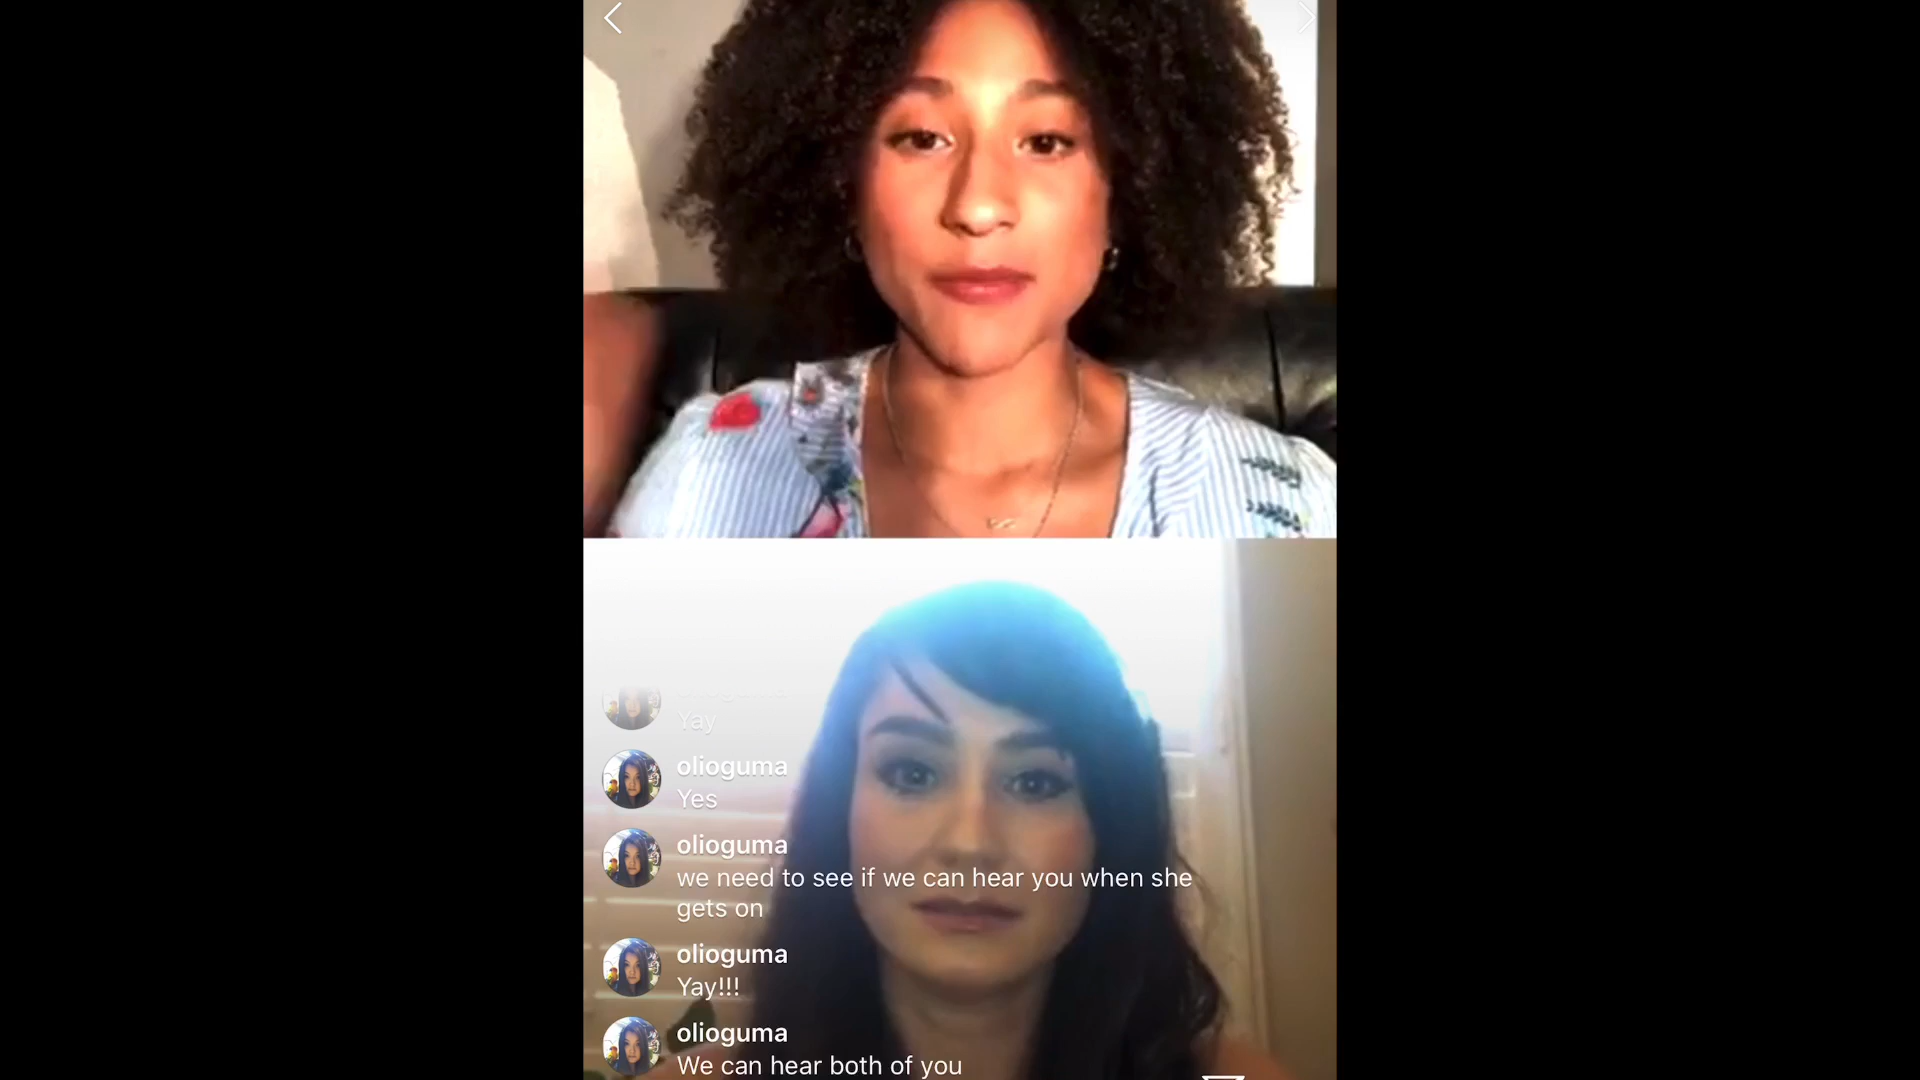 Yay
olioguma
Yes
olioguma
we need to see if we can hear you when she
gets on
olioguma
Yay!!!
olioguma
We can hear both of you